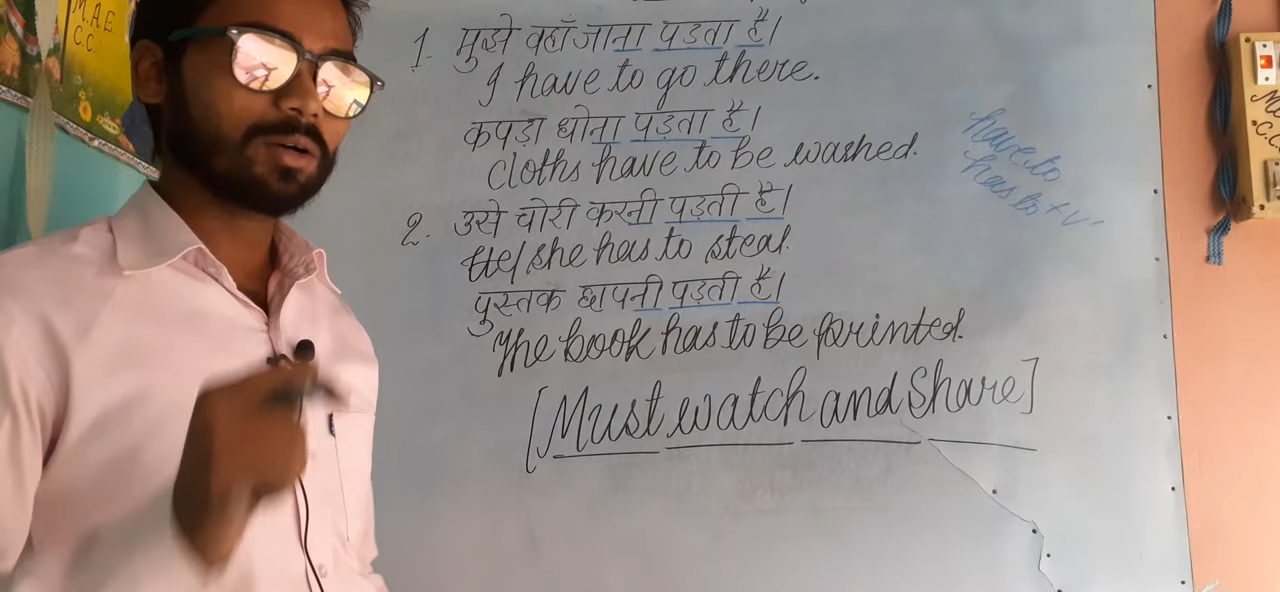 M.A.E.
C.C.
1. मुझे वहाँ जाना पड़ता है।
I have to go there.
कपड़ा धोना पड़ता है।
cloths have to be washed.
2. उसे चोरी करनी पड़ती है।
He/she has to steal.
पुस्तक छापनी पड़ती है।
The book has to be printed.
[Must watch and Share]
have to
has to + V